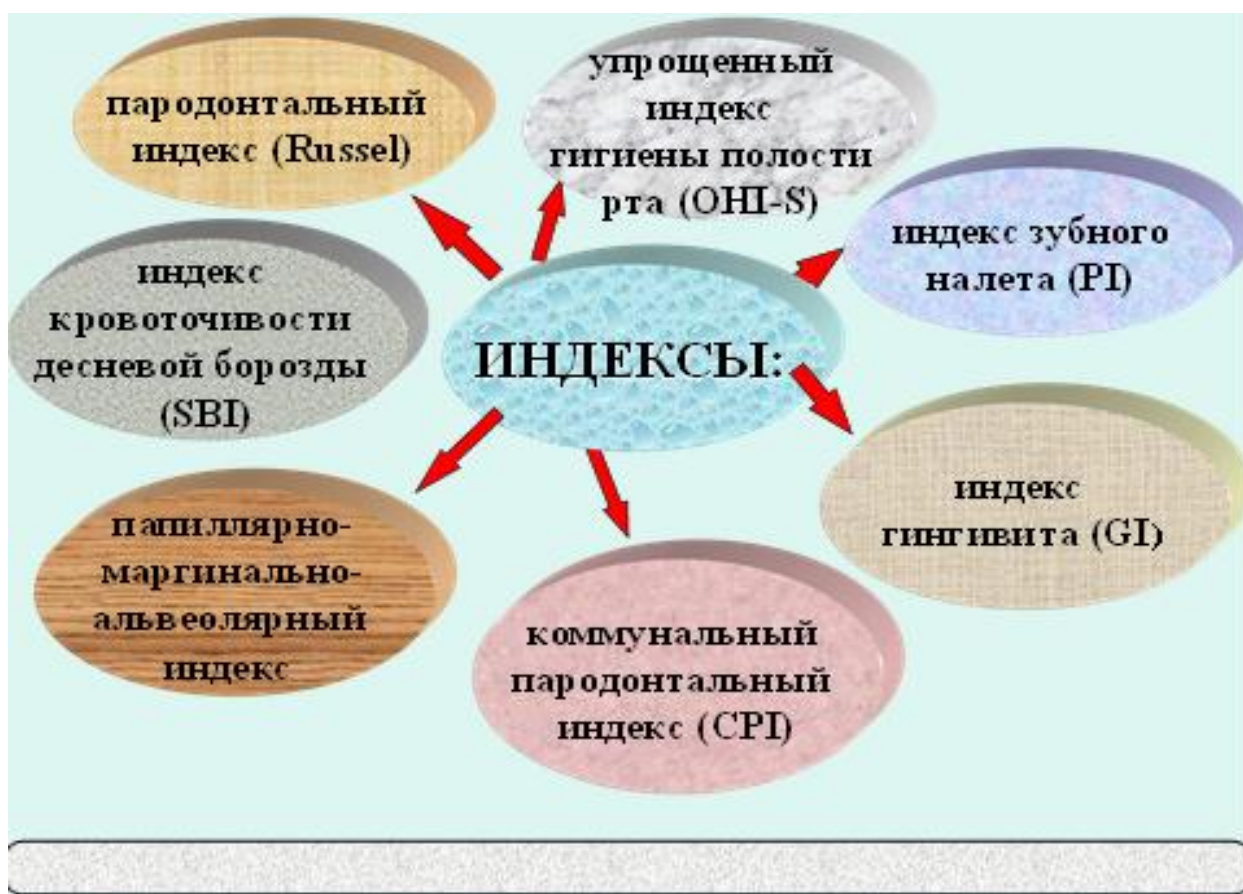 пародонтальный
индекс (Russel)
упрощенный
индекс
гигиены полости
рта (OHI-S)
индекс зубного
налета (PI)
индекс
кровоточивости
десневой борозды
(SBI)
ИНДЕКСЫ:
индекс
гингивита (GI)
папиллярно-
маргинально-
альвеолярный
индекс
коммунальный
пародонтальный
индекс (CPI)